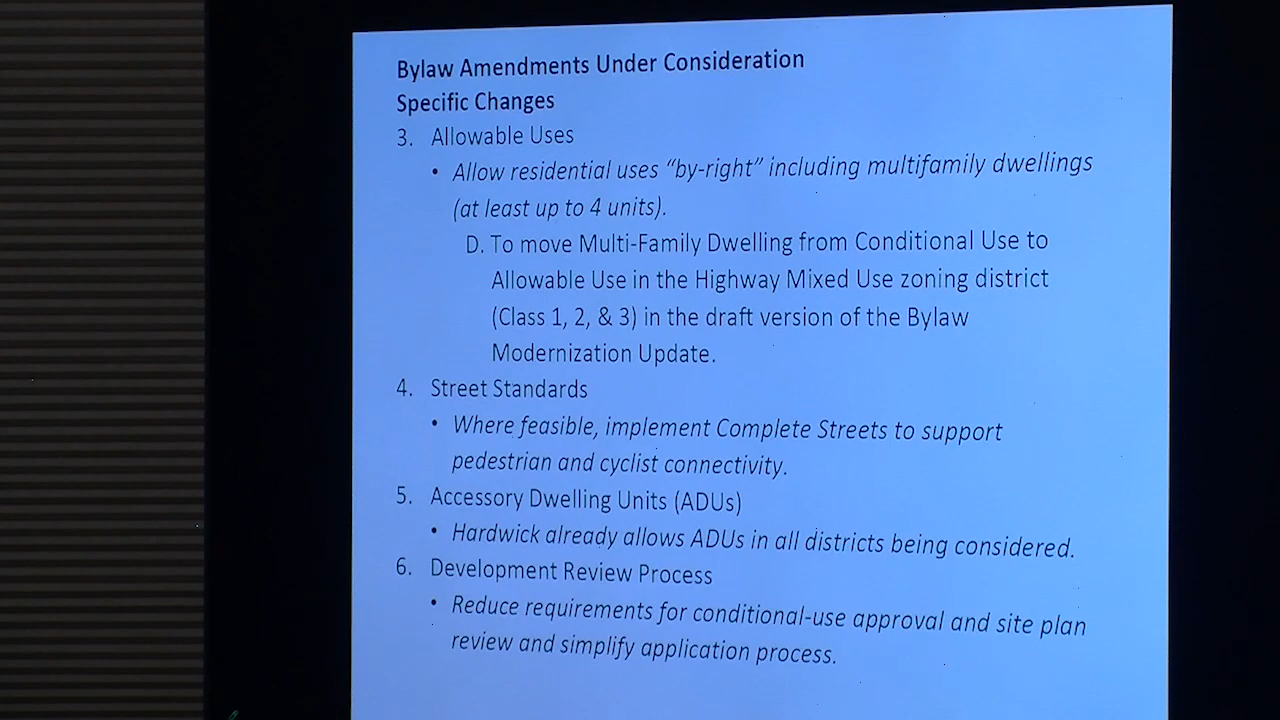 Bylaw Amendments Under Consideration
Specific Changes
3. Allowable Uses
• Allow residential uses “by-right” including multifamily dwellings
(at least up to 4 units).
D. To move Multi-Family Dwelling from Conditional Use to
Allowable Use in the Highway Mixed Use zoning district
(Class 1, 2, & 3) in the draft version of the Bylaw
Modernization Update.
4. Street Standards
• Where feasible, implement Complete Streets to support
pedestrian and cyclist connectivity.
5. Accessory Dwelling Units (ADUs)
• Hardwick already allows ADUs in all districts being considered.
6. Development Review Process
• Reduce requirements for conditional-use approval and site plan
review and simplify application process.